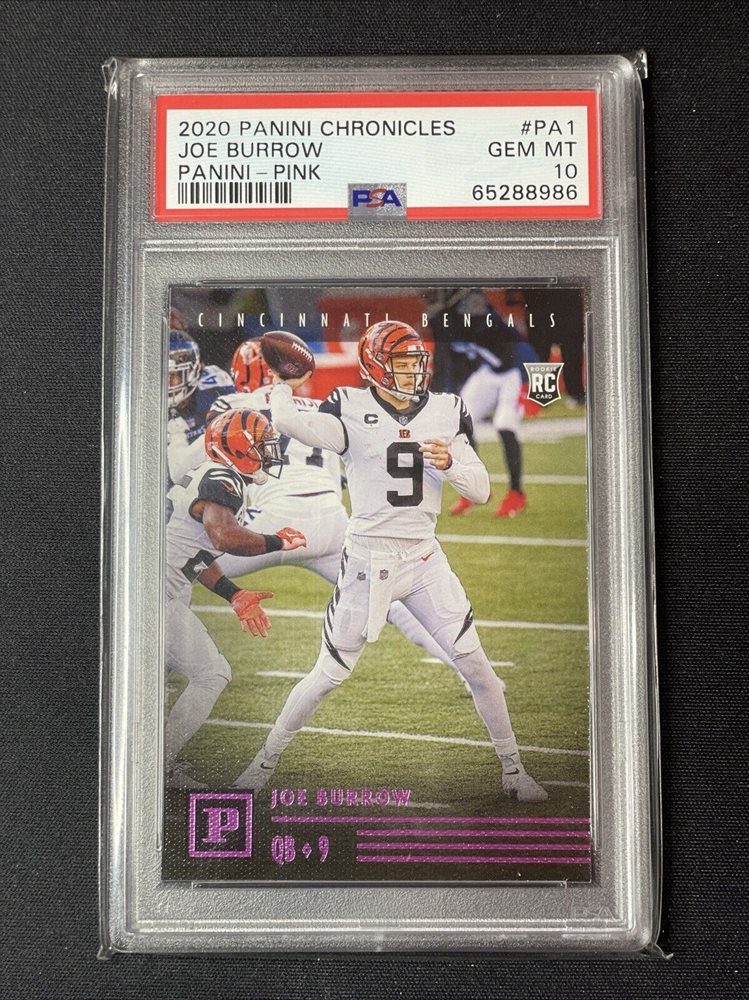 2020 PANINI CHRONICLES #PA1
JOE BURROW GEM MT
PANINI-PINK 10
PSA 65288986
CINCINNATI BENGALS
ROOKIE
RC
CARD
C
9
JOE BURROW
P
QB 9
PSA